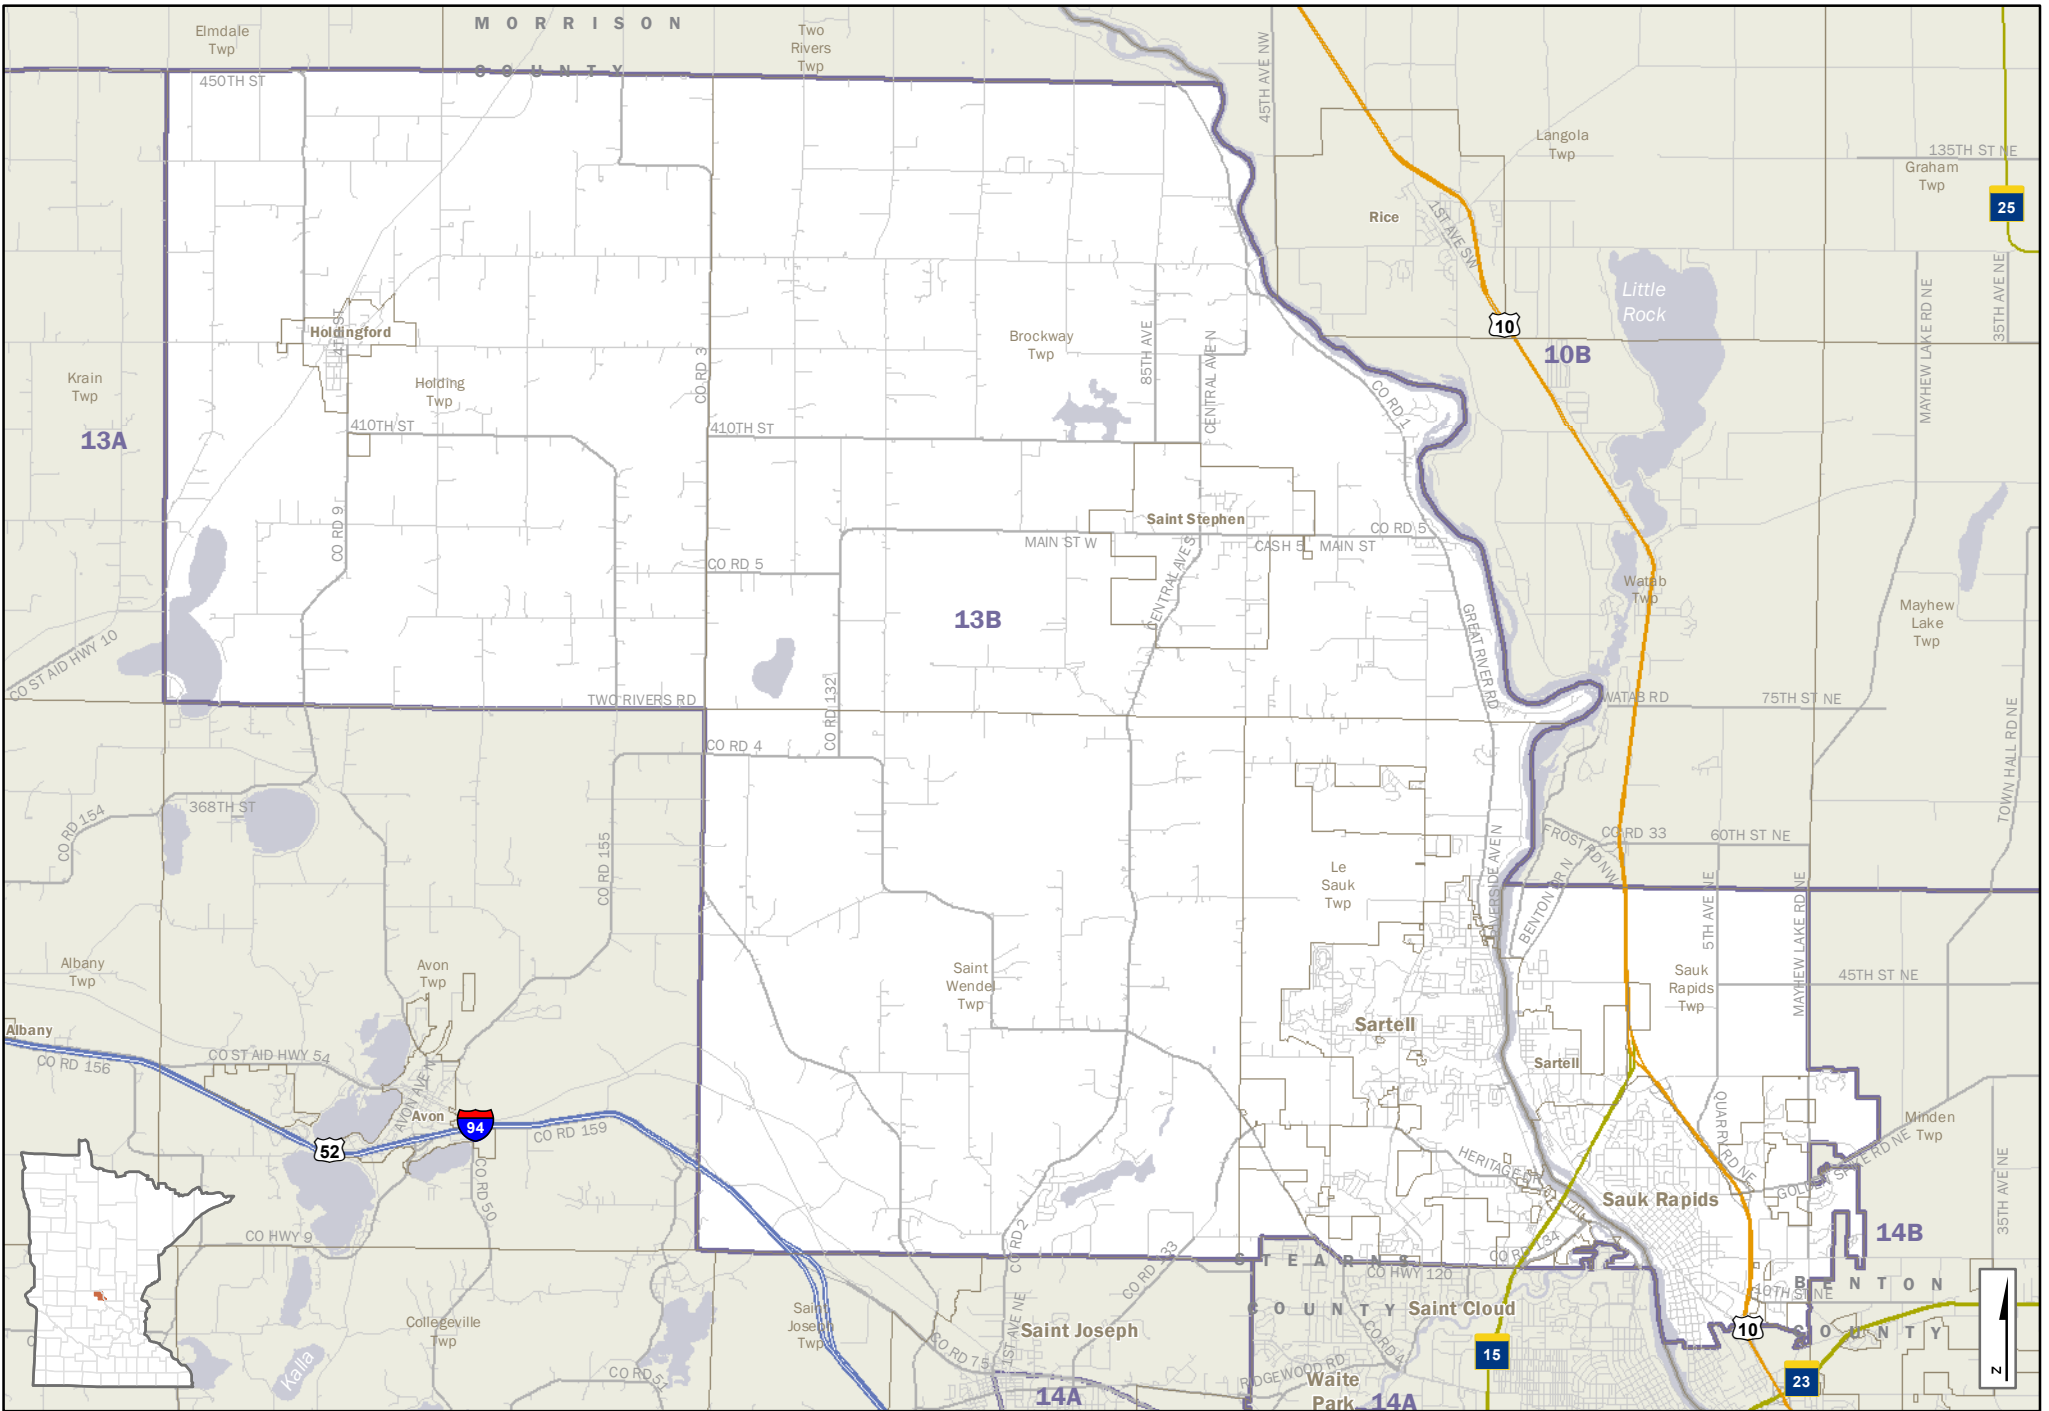 MORRISON
COUNTY
Elmdale
Twp
Two
Rivers
Twp
450TH ST
45TH AVE NW
Langola
Twp
135TH ST NE
Graham
Twp
25
Rice
1ST AVE SW
Little
Rock
35TH AVE NE
MAYHEW LAKE RD NE
10
10B
Holdingford
4TH ST
Brockway
Twp
85TH AVE
CENTRAL AVE N
CO RD 3
Krain
Twp
Holding
Twp
CO RD 1
13A
410TH ST
410TH ST
CO RD 9
Saint Stephen
CO RD 5
MAIN ST W
CASH 5
MAIN ST
CO RD 5
CENTRAL AVE S
Watab
Twp
Mayhew
Lake
Twp
13B
GREAT RIVER RD
CO ST AID HWY 10
TWO RIVERS RD
CO RD 132
WATAB RD
75TH ST NE
CO RD 4
TOWN HALL RD NE
368TH ST
CO RD 154
CO RD 155
FROST RD NW
CO RD 33
60TH ST NE
Le
Sauk
Twp
BENTON DR N
5TH AVE NE
MAYHEW LAKE RD NE
Albany
Twp
Avon
Twp
Saint
Wendel
Twp
Sauk
Rapids
Twp
45TH ST NE
Albany
Sartell
Sartell
CO RD 156
CO ST AID HWY 54
AVON AVE N
Avon
94
CO RD 159
52
QUARRY RD NE
Minden
Twp
HERITAGE DR
35TH AVE NE
CO RD 50
Sauk Rapids
14B
CO HWY 9
CO RD 2
CO RD 133
STEARNS
COUNTY
CO RD 134
CO HWY 120
BENTON
COUNTY
10TH ST NE
Saint Cloud
Saint
Joseph
Twp
Saint Joseph
1ST AVE NE
CO RD 75
Collegeville
Twp
Kalla
CO RD 51
CO RD 4
RIDGEWOOD RD
Waite
Park
14A
14A
15
10
23
N